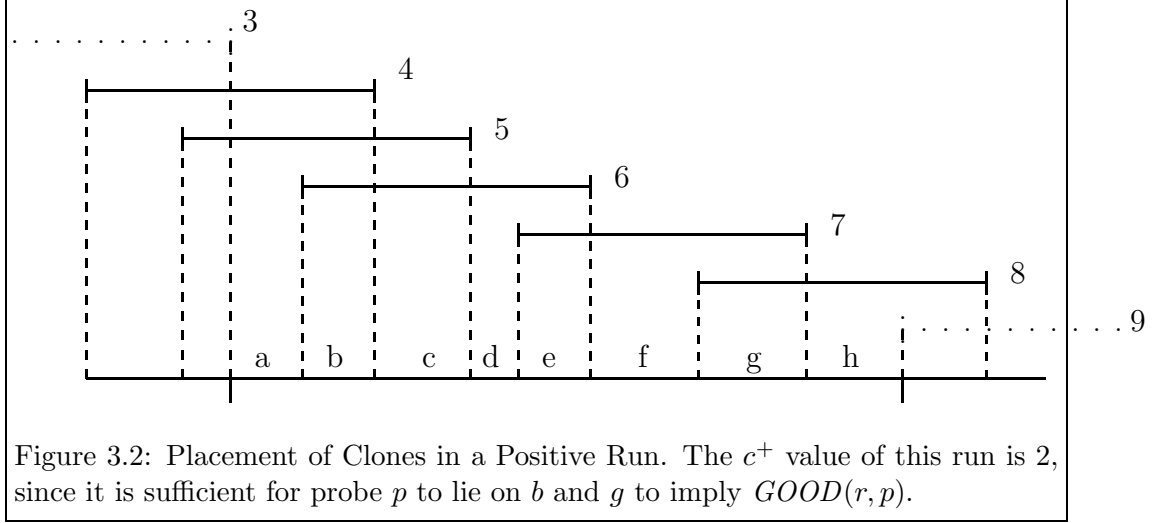 3
4
5
6
7
8
9
a b c d e f g h
Figure 3.2: Placement of Clones in a Positive Run. The c⁺ value of this run is 2,
since it is sufficient for probe p to lie on b and g to imply GOOD(r, p).